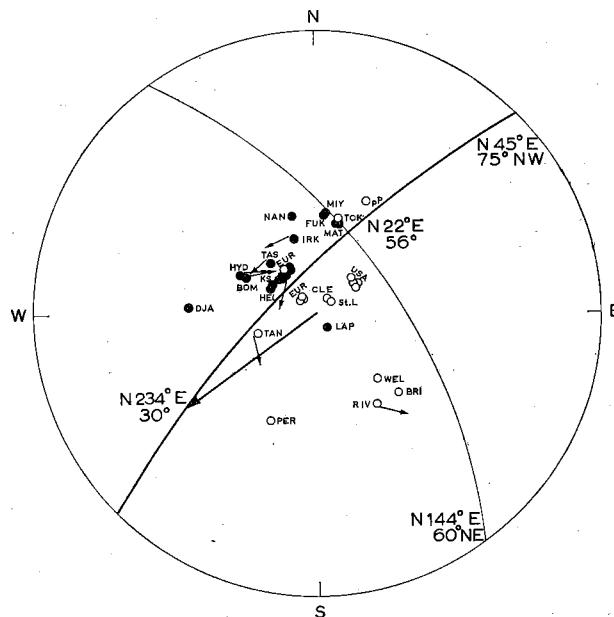 N
N 45° E
75° NW
MIY
pP
NAN
FUK
TOK
MAT
N 22° E
56°
IRK
TAS
EUR
HYD
KS
BOM
HEL
USA
EUR
CLE
St.L
DJA
W
E
LAP
TAN
WEL
BRI
RIV
N 234° E
30°
PER
N 144° E
60° NE
S